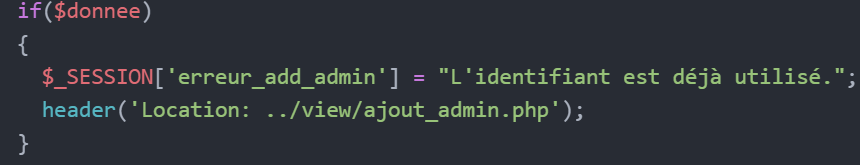 if($donnee)
{
$_SESSION['erreur_add_admin'] = "L'identifiant est déjà utilisé.";
header('Location: ../view/ajout_admin.php');
}